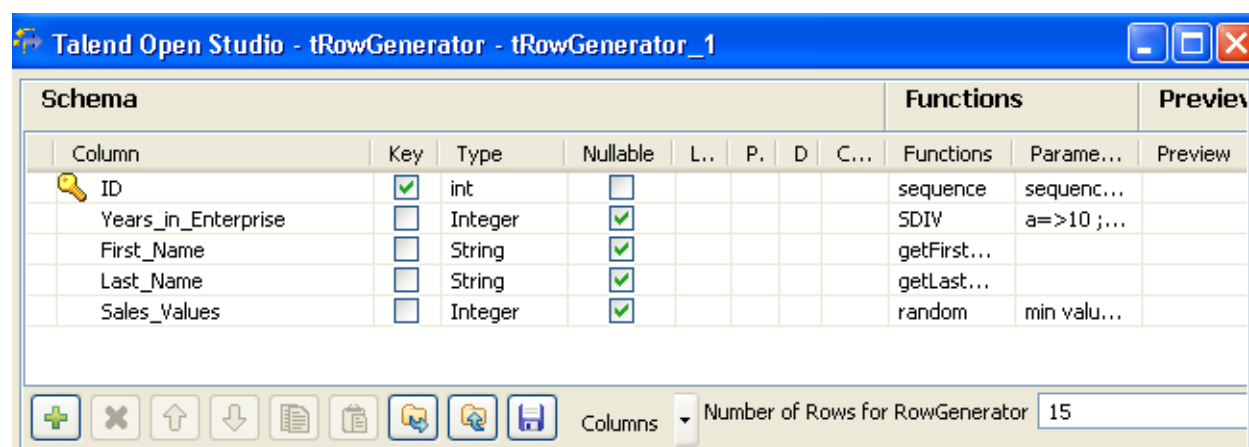 Talend Open Studio - tRowGenerator - tRowGenerator_1
Schema Functions Preview
Column Key Type Nullable L.. P. D C... Functions Parame... Preview
ID int sequence sequenc...
Years_in_Enterprise Integer SDIV a=>10 ;...
First_Name String getFirst...
Last_Name String getLast...
Sales_Values Integer random min valu...
Columns Number of Rows for RowGenerator 15